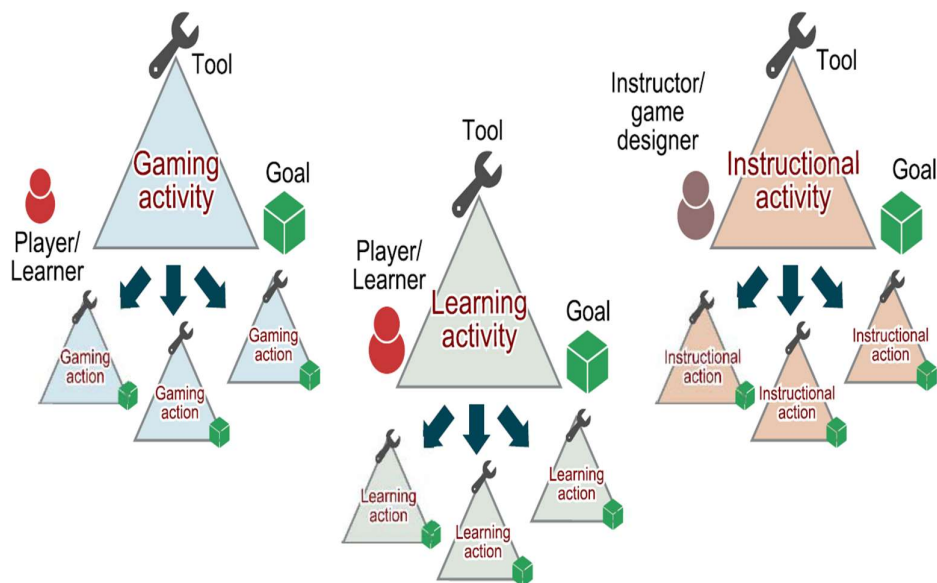 Tool
Gaming
activity
Goal
Player/
Learner
Gaming
action
Gaming
action
Gaming
action
Tool
Player/
Learner
Learning
activity
Goal
Learning
action
Learning
action
Learning
action
Tool
Instructor/
game
designer
Instructional
activity
Goal
Instructional
action
Instructional
action
Instructional
action